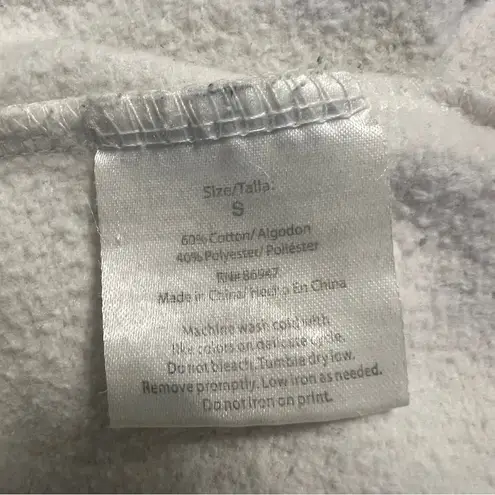 Size/Talla:
S
60% Cotton/ Algodon
40% Polyester/ Poliéster
RN# 86947
Made in China/ Hecho En China
Machine wash cold with
like colors on delicate cycle.
Do not bleach. Tumble dry low.
Remove promptly. Low iron as needed.
Do not iron on print.